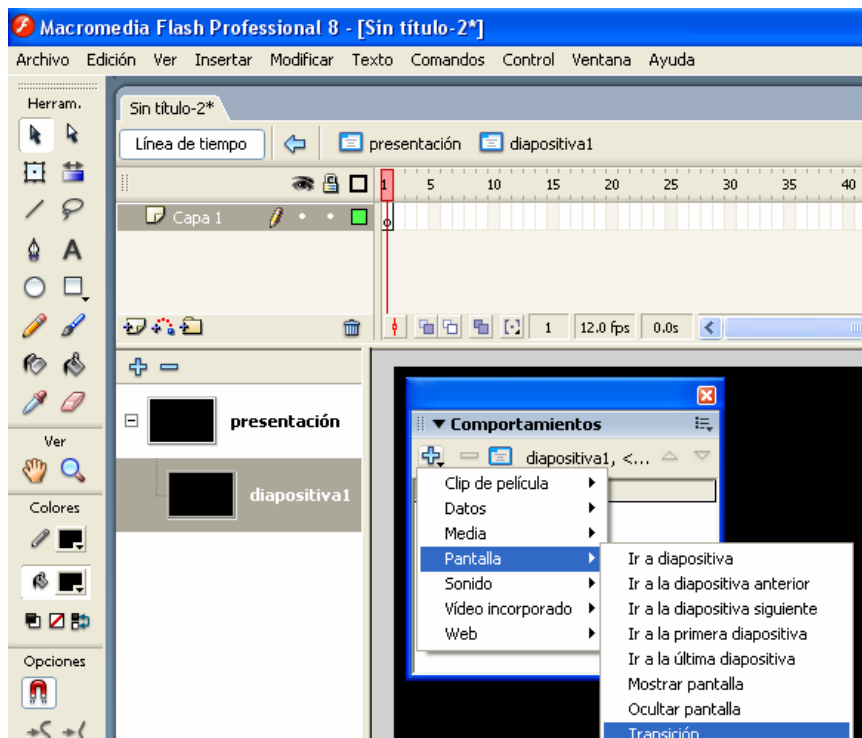 Macromedia Flash Professional 8 - [Sin título-2*]
Archivo Edición Ver Insertar Modificar Texto Comandos Control Ventana Ayuda
Herram.
Sin título-2*
Línea de tiempo presentación diapositiva1
1 5 10 15 20 25 30 35 40
Capa 1
1 12.0 fps 0.0s
presentación
diapositiva1
Ver
Colores
Opciones
Comportamientos
diapositiva1, <...
Clip de película
Datos
Media
Pantalla
Sonido
Vídeo incorporado
Web
Ir a diapositiva
Ir a la diapositiva anterior
Ir a la diapositiva siguiente
Ir a la primera diapositiva
Ir a la última diapositiva
Mostrar pantalla
Ocultar pantalla
Transición